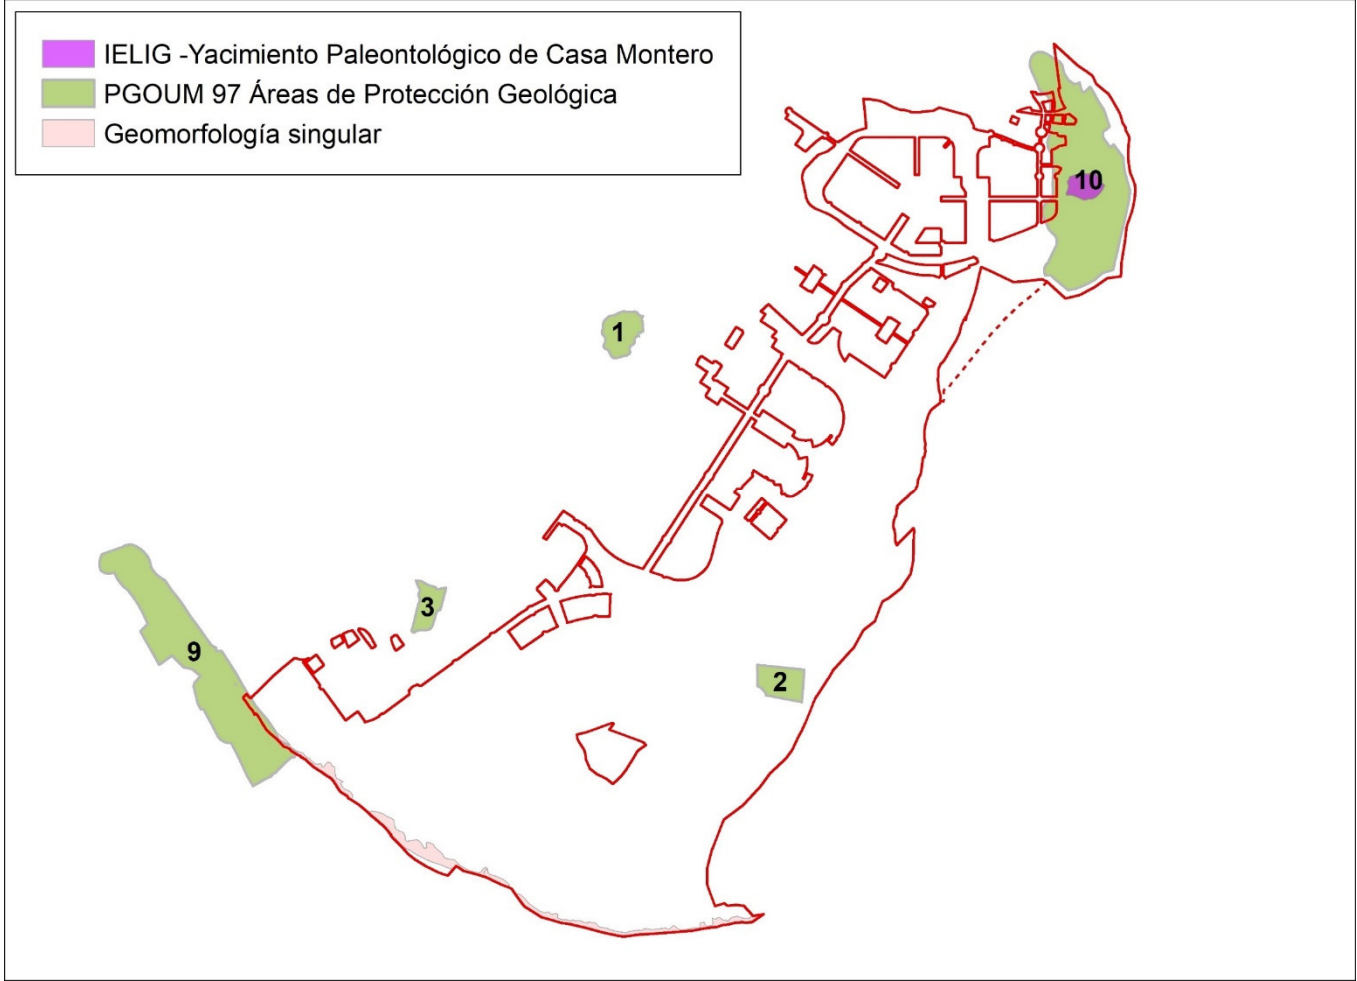 IELIG -Yacimiento Paleontológico de Casa Montero
PGOUM 97 Áreas de Protección Geológica
Geomorfología singular
10
1
3
9
2